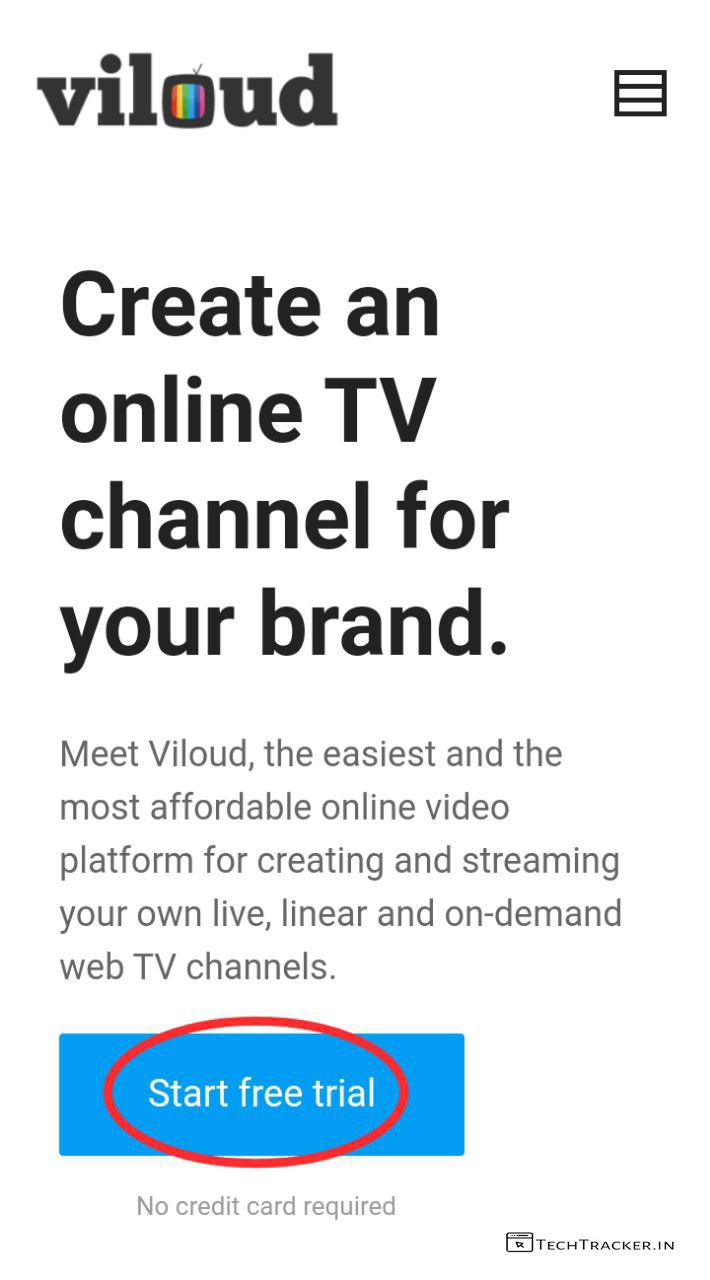 viloud
Create an
online TV
channel for
your brand.
Meet Viloud, the easiest and the
most affordable online video
platform for creating and streaming
your own live, linear and on-demand
web TV channels.
Start free trial
No credit card required
TECHTRACKER.IN